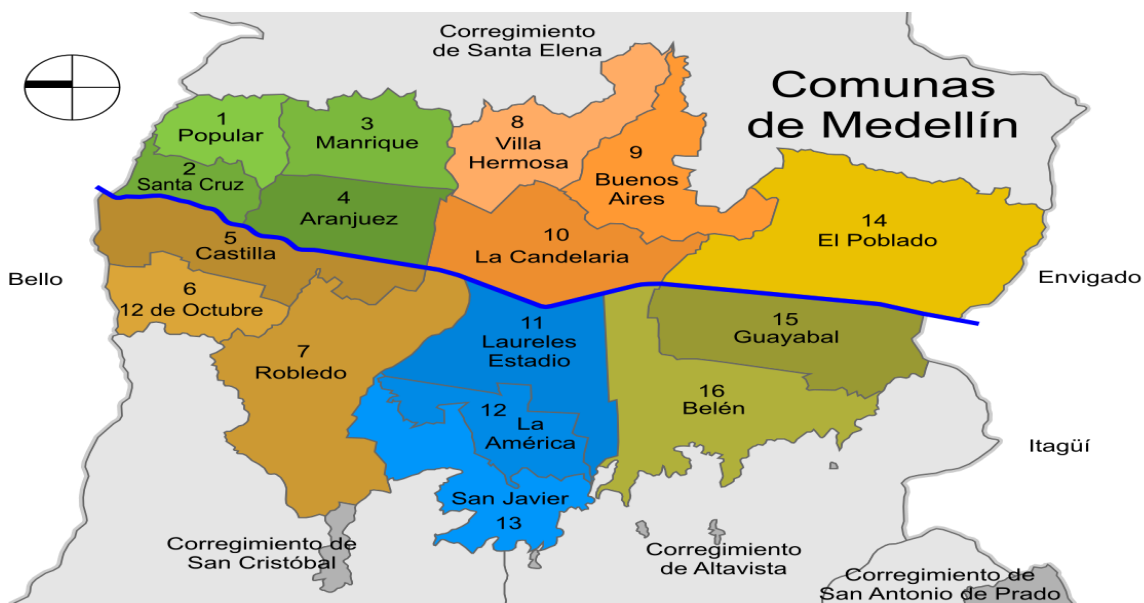 Corregimiento
de Santa Elena
Comunas
de Medellín
1
Popular
3
Manrique
8
Villa
Hermosa
9
Buenos
Aires
2
Santa Cruz
4
Aranjuez
14
El Poblado
5
Castilla
10
La Candelaria
Bello
Envigado
6
12 de Octubre
11
Laureles
Estadio
15
Guayabal
7
Robledo
16
Belén
12
La
América
Itagüí
San Javier
13
Corregimiento de
San Cristóbal
Corregimiento
de Altavista
Corregimiento de
San Antonio de Prado